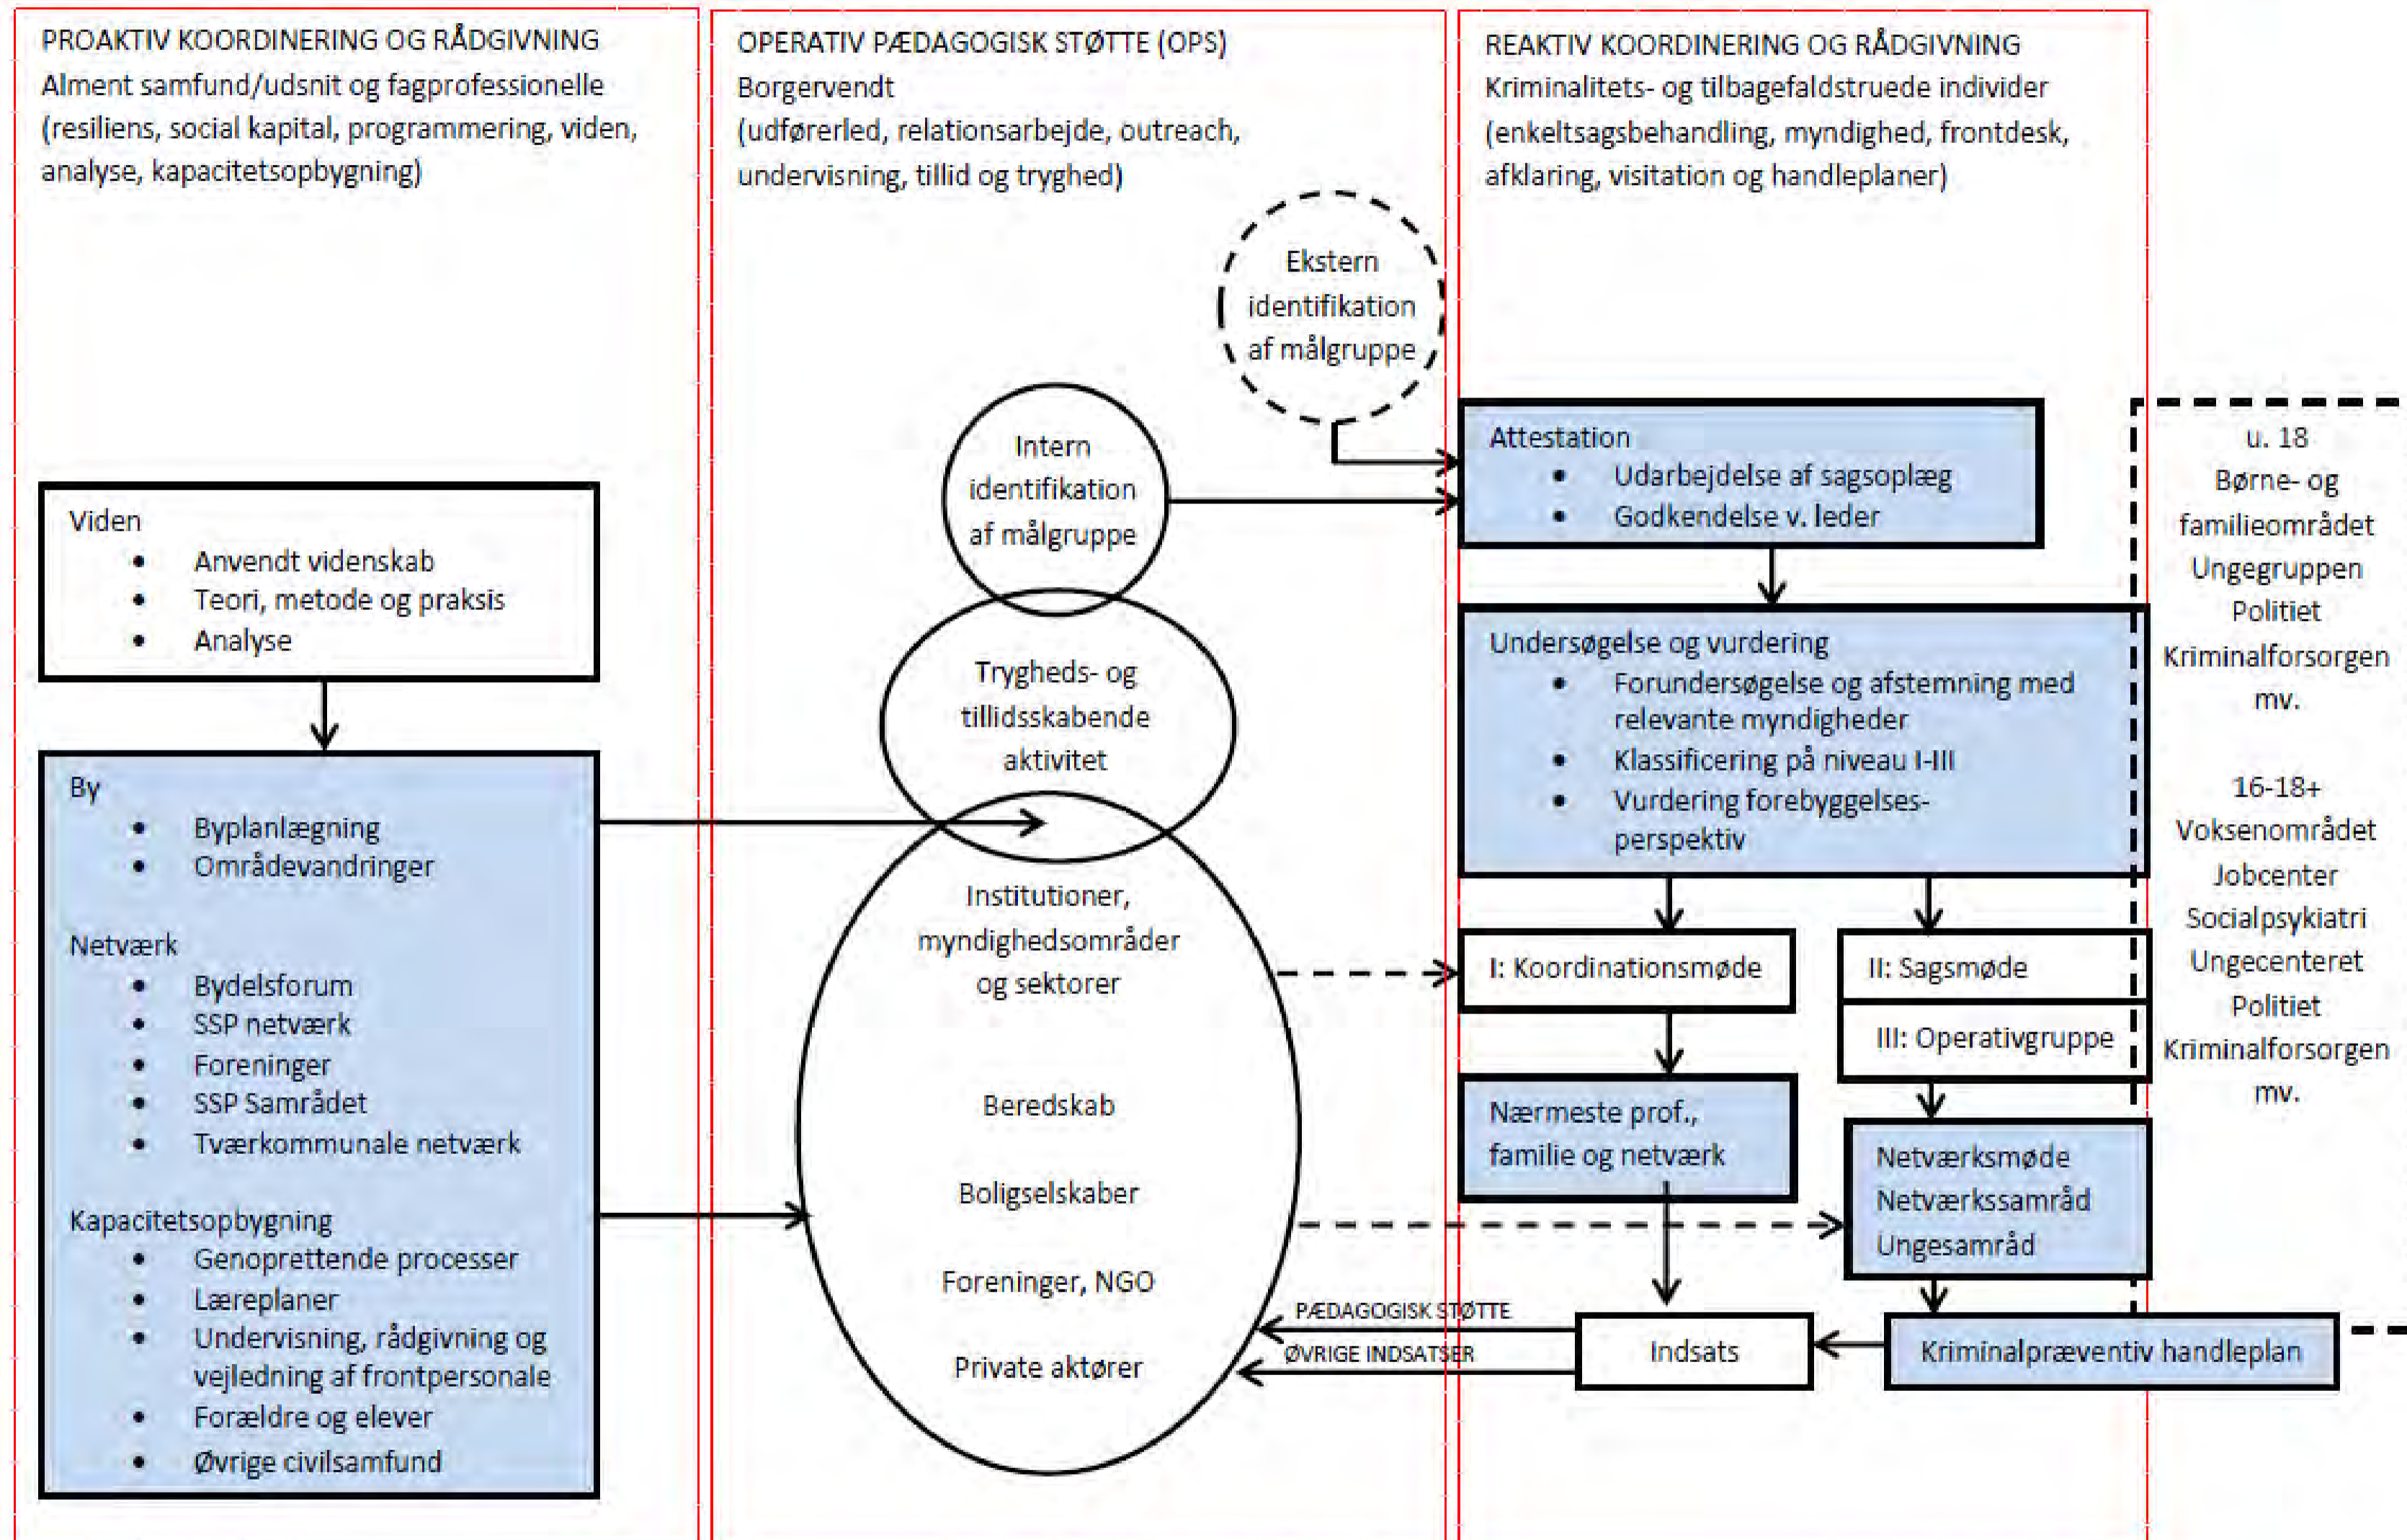 PROAKTIV KOORDINERING OG RÅDGIVNING
Alment samfund/udsnit og fagprofessionelle
(resiliens, social kapital, programmering, viden,
analyse, kapacitetsopbygning)
Viden
• Anvendt videnskab
• Teori, metode og praksis
• Analyse
By
• Byplanlægning
• Områdevandringer
Netværk
• Bydelsforum
• SSP netværk
• Foreninger
• SSP Samrådet
• Tværkommunale netværk
Kapacitetsopbygning
• Genoprettende processer
• Læreplaner
• Undervisning, rådgivning og
vejledning af frontpersonale
• Forældre og elever
• Øvrige civilsamfund
OPERATIV PÆDAGOGISK STØTTE (OPS)
Borgervendt
(udførerled, relationsarbejde, outreach,
undervisning, tillid og tryghed)
Ekstern
identifikation
af målgruppe
Intern
identifikation
af målgruppe
Trygheds- og
tillidsskabende
aktivitet
Institutioner,
myndighedsområder
og sektorer
Beredskab
Boligselskaber
Foreninger, NGO
Private aktører
PÆDAGOGISK STØTTE
ØVRIGE INDSATSER
REAKTIV KOORDINERING OG RÅDGIVNING
Kriminalitets- og tilbagefaldstruede individer
(enkeltsagsbehandling, myndighed, frontdesk,
afklaring, visitation og handleplaner)
Attestation
• Udarbejdelse af sagsoplæg
• Godkendelse v. leder
Undersøgelse og vurdering
• Forundersøgelse og afstemning med
relevante myndigheder
• Klassificering på niveau I-III
• Vurdering forebyggelses-
perspektiv
I: Koordinationsmøde
II: Sagsmøde
III: Operativgruppe
Nærmeste prof.,
familie og netværk
Netværksmøde
Netværkssamråd
Ungesamråd
Indsats
Kriminalpræventiv handleplan
u. 18
Børne- og
familieområdet
Ungegruppen
Politiet
Kriminalforsorgen
mv.
16-18+
Voksenområdet
Jobcenter
Socialpsykiatri
Ungecenteret
Politiet
Kriminalforsorgen
mv.